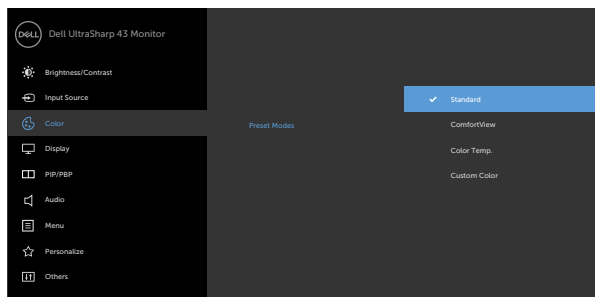 DELL
Dell UltraSharp 43 Monitor
Brightness/Contrast
Input Source
Color
Display
PIP/PBP
Audio
Menu
Personalize
Others
Preset Modes
Standard
ComfortView
Color Temp.
Custom Color